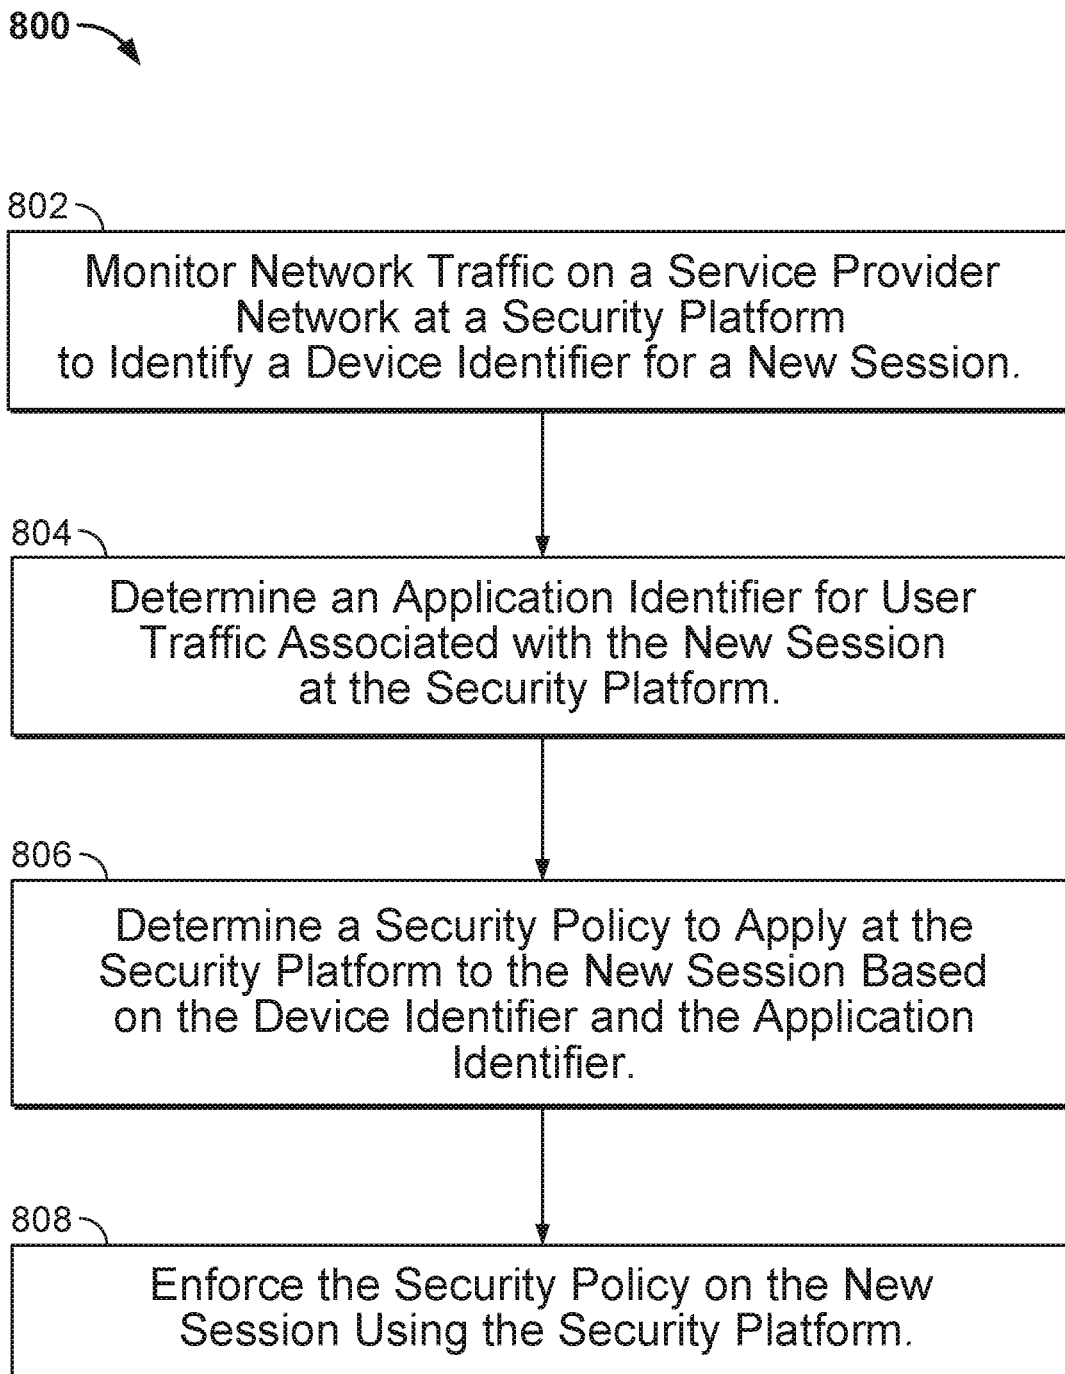 800
802
Monitor Network Traffic on a Service Provider
Network at a Security Platform
to Identify a Device Identifier for a New Session.
804
Determine an Application Identifier for User
Traffic Associated with the New Session
at the Security Platform.
806
Determine a Security Policy to Apply at the
Security Platform to the New Session Based
on the Device Identifier and the Application
Identifier.
808
Enforce the Security Policy on the New
Session Using the Security Platform.